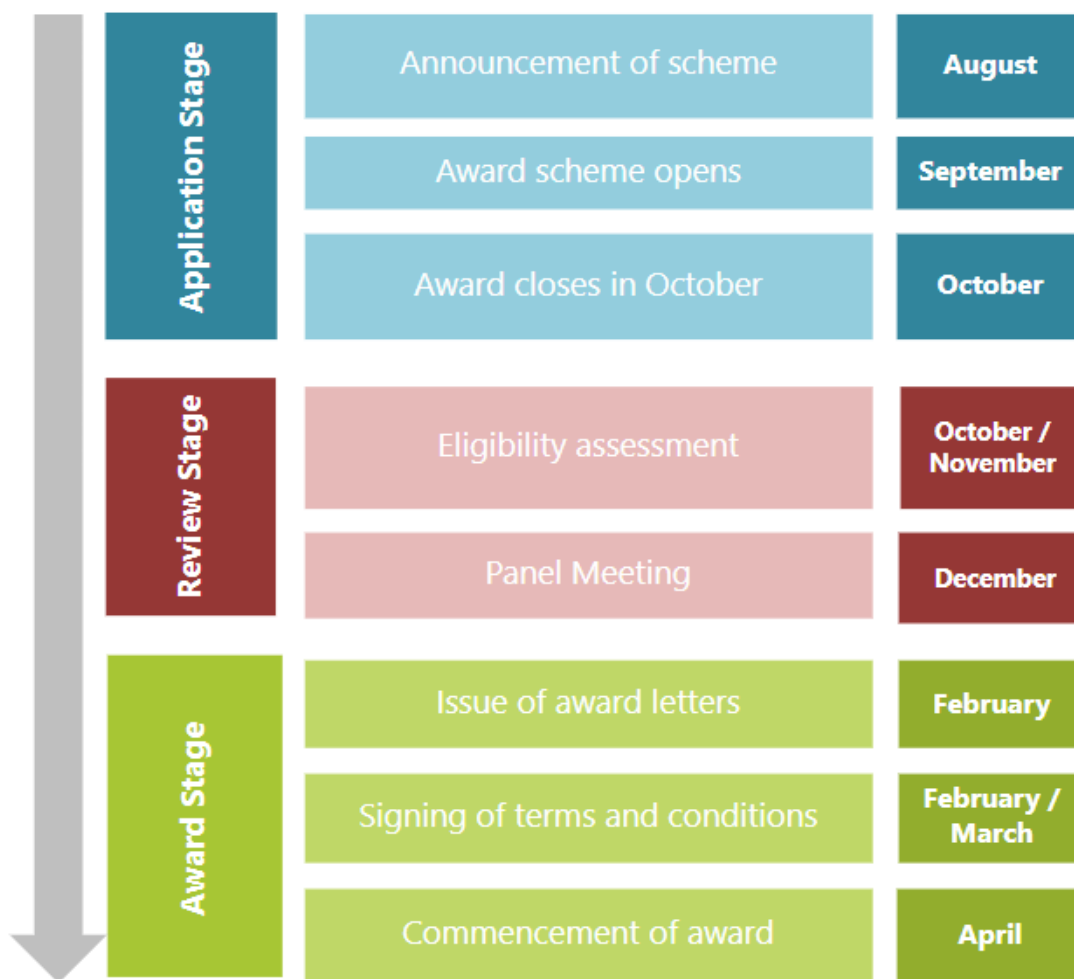 Application Stage
Announcement of scheme
August
Award scheme opens
September
Award closes in October
October
Review Stage
Eligibility assessment
October /
November
Panel Meeting
December
Award Stage
Issue of award letters
February
Signing of terms and conditions
February /
March
Commencement of award
April